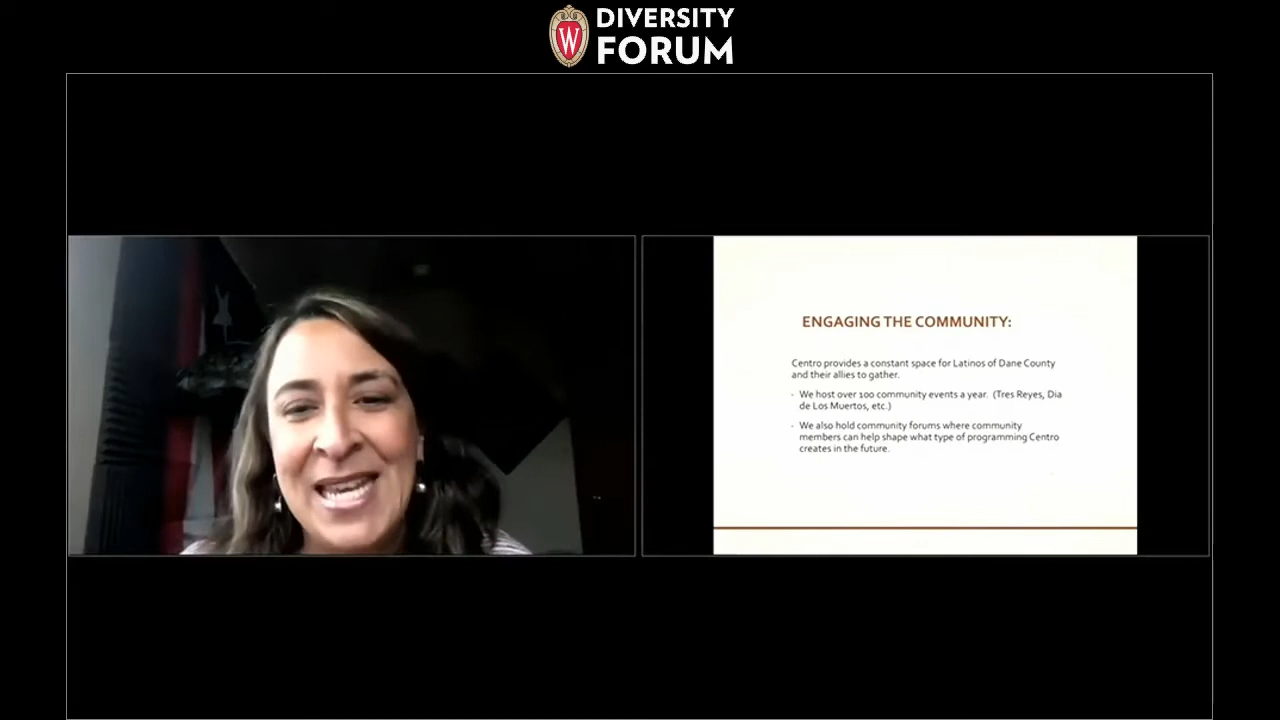 DIVERSITY
FORUM
W
ENGAGING THE COMMUNITY:
Centro provides a constant space for Latinos of Dane County
and their allies to gather.
- We host over 100 community events a year. (Tres Reyes, Dia
de Los Muertos, etc.)
- We also hold community forums where community
members can help shape what type of programming Centro
creates in the future.